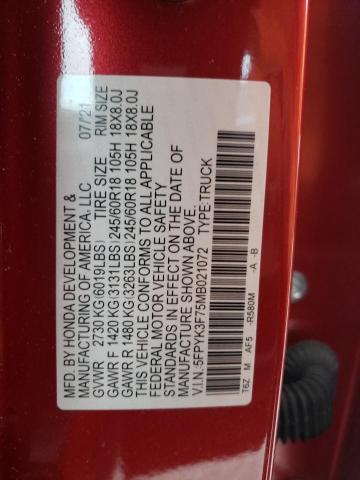 MFD. BY HONDA DEVELOPMENT &
MANUFACTURING OF AMERICA, LLC 07/21
GVWR 2730 KG(6019LBS) TIRE SIZE RIM SIZE
GAWR F 1420 KG(3131LBS) 245/60R18 105H 18X8.0J
GAWR R 1480 KG(3263LBS) 245/60R18 105H 18X8.0J
THIS VEHICLE CONFORMS TO ALL APPLICABLE
FEDERAL MOTOR VEHICLE SAFETY
STANDARDS IN EFFECT ON THE DATE OF
MANUFACTURE SHOWN ABOVE.
V.I.N.:5FPYK3F75MB021072 TYPE:TRUCK
T6Z M AF5 -R580M -A -B